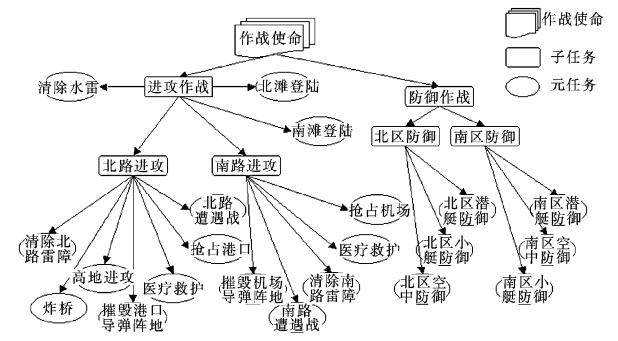 作战使命
作战使命
子任务
元任务
清除水雷
进攻作战
北滩登陆
防御作战
南滩登陆
北区防御
南区防御
北路进攻
南路进攻
北路
遭遇战
抢占机场
北区潜
艇防御
南区潜
艇防御
清除北
路雷障
抢占港口
医疗救护
北区小
艇防御
南区空
中防御
高地进攻
医疗救护
摧毁机场
导弹阵地
清除南
路雷障
北区空
中防御
南区小
艇防御
炸桥
摧毁港口
导弹阵地
南路
遭遇战